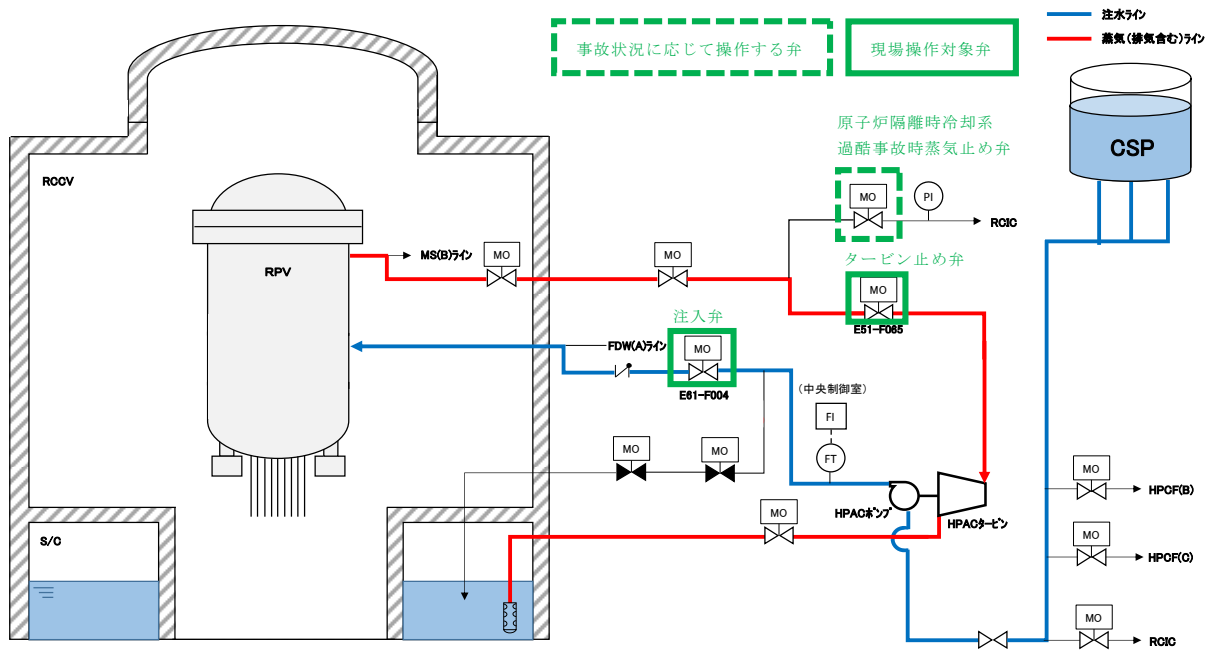 注水ライン
蒸気(排気含む)ライン
事故状況に応じて操作する弁
現場操作対象弁
CSP
原子炉隔離時冷却系
過酷事故時蒸気止め弁
RCCV
MO
PI
RCIC
MS(B)ライン
MO
MO
RPV
タービン止め弁
MO
E51-F065
注入弁
FDW(A)ライン
MO
E61-F004
(中央制御室)
FI
FT
MO
MO
MO
HPCF(B)
HPACポンプ
HPACタービン
MO
S/C
MO
HPCF(C)
MO
RCIC